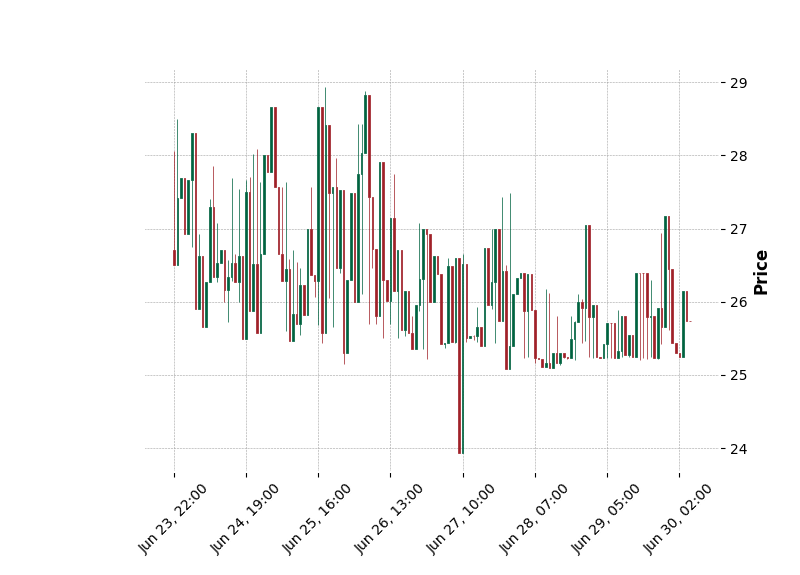 29
28
27
26
25
24
Price
Jun 23, 22:00
Jun 24, 19:00
Jun 25, 16:00
Jun 26, 13:00
Jun 27, 10:00
Jun 28, 07:00
Jun 29, 05:00
Jun 30, 02:00